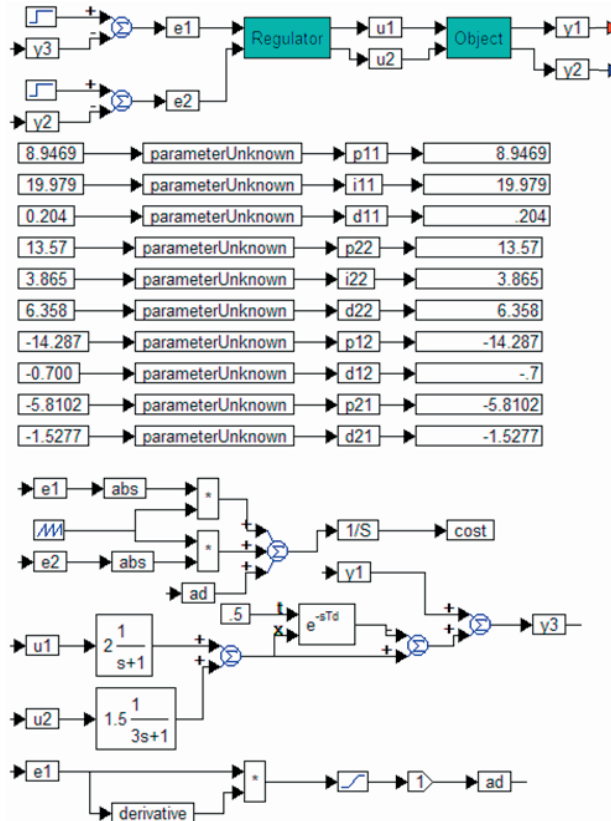 +
e1
Regulator
u1
Object
y1
y3
-
Σ
u2
y2
+
y2
-
Σ
e2
8.9469 parameterUnknown p11 8.9469
19.979 parameterUnknown i11 19.979
0.204 parameterUnknown d11 .204
13.57 parameterUnknown p22 13.57
3.865 parameterUnknown i22 3.865
6.358 parameterUnknown d22 6.358
-14.287 parameterUnknown p12 -14.287
-0.700 parameterUnknown d12 -.7
-5.8102 parameterUnknown p21 -5.8102
-1.5277 parameterUnknown d21 -1.5277
e1 abs *
+ + + Σ 1/S cost
e2 abs *
ad
y1
.5 t x e^-sTd
- + Σ
+ + Σ y3
u1 2 1/(s+1)
+ + Σ
u2 1.5 1/(3s+1)
e1 * 1 ad
derivative